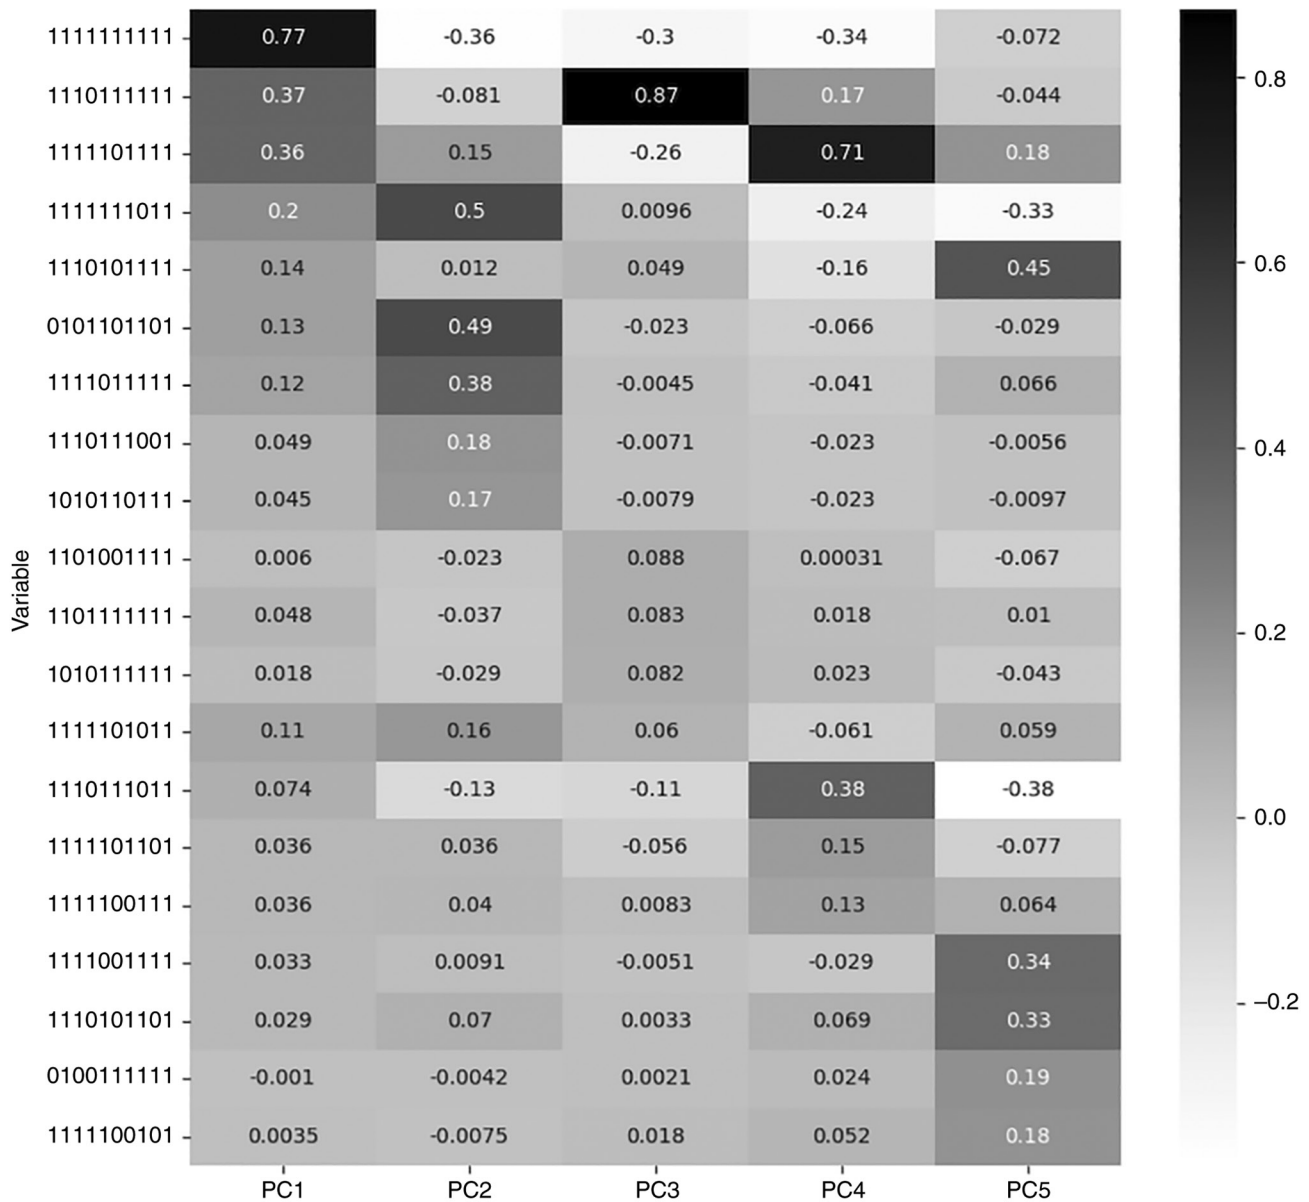 Variable
1111111111 0.77 -0.36 -0.3 -0.34 -0.072
1110111111 0.37 -0.081 0.87 0.17 -0.044
1111101111 0.36 0.15 -0.26 0.71 0.18
1111111011 0.2 0.5 0.0096 -0.24 -0.33
1110101111 0.14 0.012 0.049 -0.16 0.45
0101101101 0.13 0.49 -0.023 -0.066 -0.029
1111011111 0.12 0.38 -0.0045 -0.041 0.066
1110111001 0.049 0.18 -0.0071 -0.023 -0.0056
1010110111 0.045 0.17 -0.0079 -0.023 -0.0097
1101001111 0.006 -0.023 0.088 0.00031 -0.067
1101111111 0.048 -0.037 0.083 0.018 0.01
1010111111 0.018 -0.029 0.082 0.023 -0.043
1111101011 0.11 0.16 0.06 -0.061 0.059
1110111011 0.074 -0.13 -0.11 0.38 -0.38
1111101101 0.036 0.036 -0.056 0.15 -0.077
1111100111 0.036 0.04 0.0083 0.13 0.064
1111001111 0.033 0.0091 -0.0051 -0.029 0.34
1110101101 0.029 0.07 0.0033 0.069 0.33
0100111111 -0.001 -0.0042 0.0021 0.024 0.19
1111100101 0.0035 -0.0075 0.018 0.052 0.18
PC1 PC2 PC3 PC4 PC5
0.8
0.6
0.4
0.2
0.0
−0.2